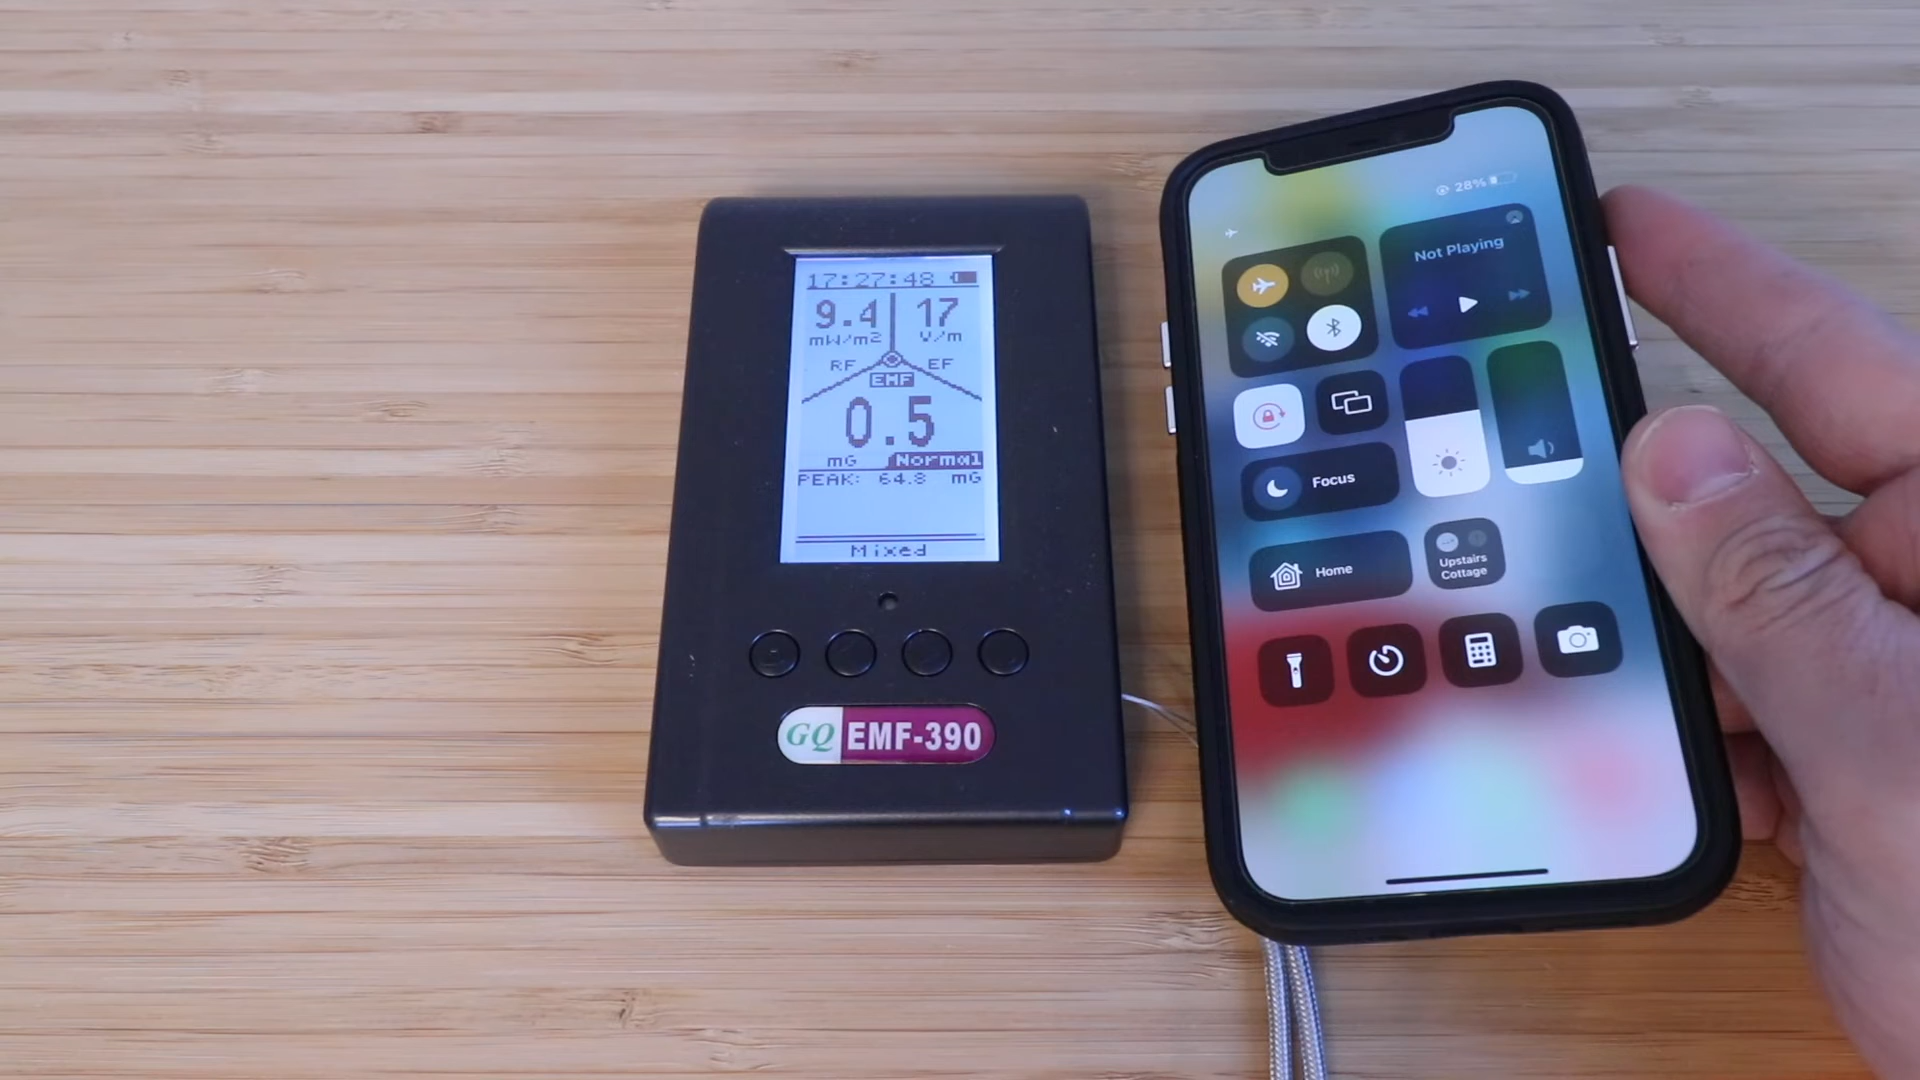 17:27:48
9.4 17
mW/m² V/m
RF EF
EMF
0.5
mG Normal
PEAK: 64.8 mG
Mixed
GQ EMF-390
28%
Not Playing
Focus
Home
Upstairs
Cottage